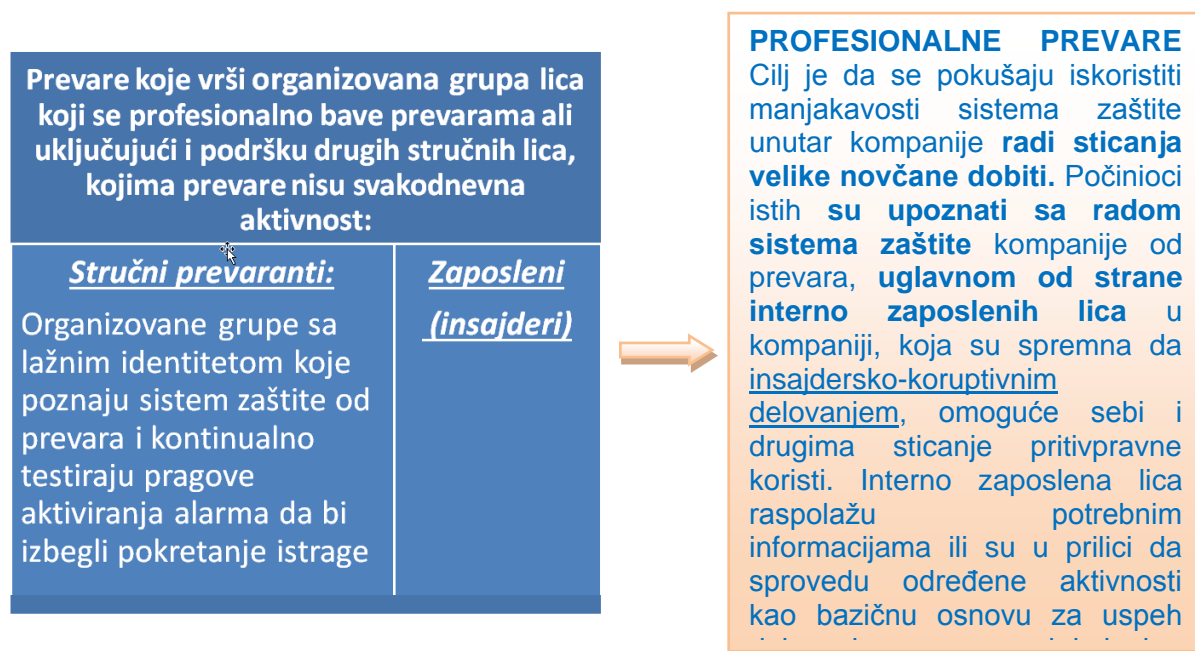 Prevare koje vrši organizovana grupa lica
koji se profesionalno bave prevarama ali
uključujući i podršku drugih stručnih lica,
kojima prevare nisu svakodnevna
aktivnost:
Stručni prevaranti:
Organizovane grupe sa
lažnim identitetom koje
poznaju sistem zaštite od
prevara i kontinualno
testiraju pragove
aktiviranja alarma da bi
izbegli pokretanje istrage
Zaposleni
(insajderi)
PROFESIONALNE PREVARE
Cilj je da se pokušaju iskoristiti
manjakavosti sistema zaštite
unutar kompanije radi sticanja
velike novčane dobiti. Počinioci
istih su upoznati sa radom
sistema zaštite kompanije od
prevara, uglavnom od strane
interno zaposlenih lica u
kompaniji, koja su spremna da
insajdersko-koruptivnim
delovanjem, omoguće sebi i
drugima sticanje pritivpravne
koristi. Interno zaposlena lica
raspolažu potrebnim
informacijama ili su u prilici da
sprovedu određene aktivnosti
kao bazičnu osnovu za uspeh